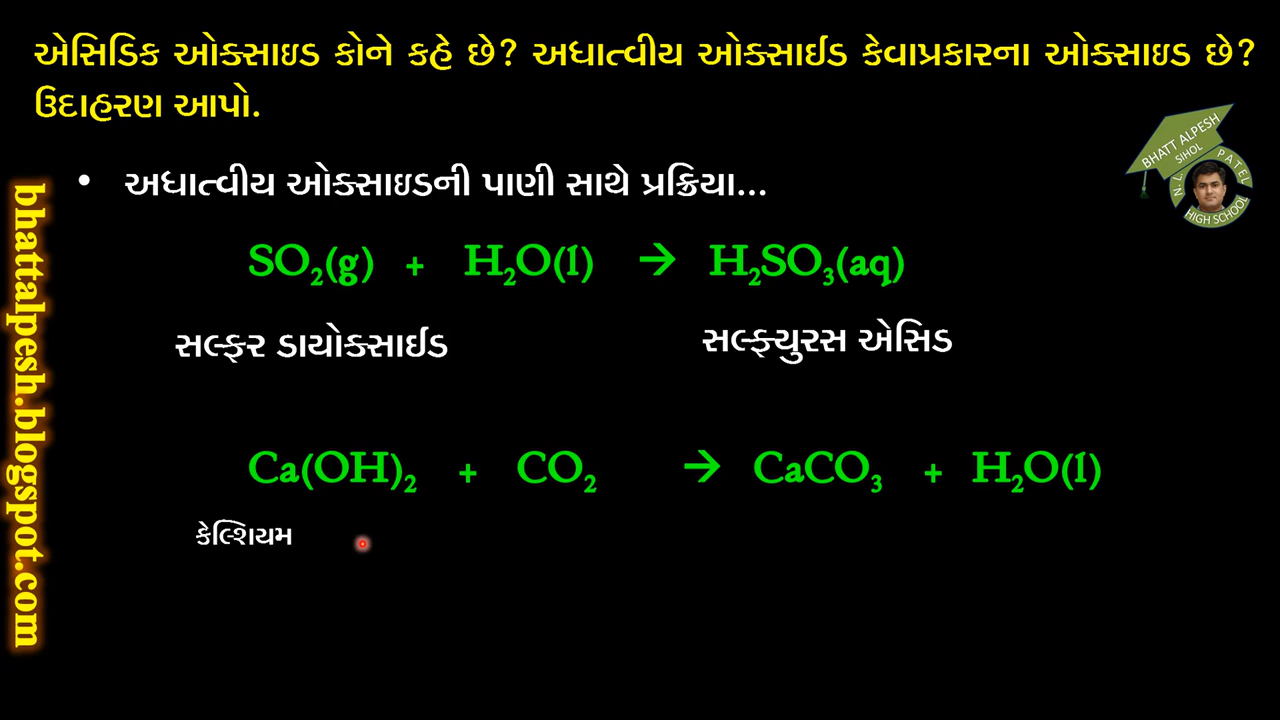 એસિડિક ઓક્સાઇડ કોને કહે છે? અધાત્વીય ઓક્સાઈડ કેવાપ્રકારના ઓક્સાઇડ છે?
ઉદાહરણ આપો.
BHATT ALPESH
SIHOL
N. L. PATEL
HIGH SCHOOL
• અધાત્વીય ઓક્સાઇડની પાણી સાથે પ્રક્રિયા...
SO₂(g) + H₂O(l) → H₂SO₃(aq)
સલ્ફર ડાયોક્સાઈડ સલ્ફ્યુરસ એસિડ
Ca(OH)₂ + CO₂ → CaCO₃ + H₂O(l)
કેલ્શિયમ
bhattalpesh.blogspot.com